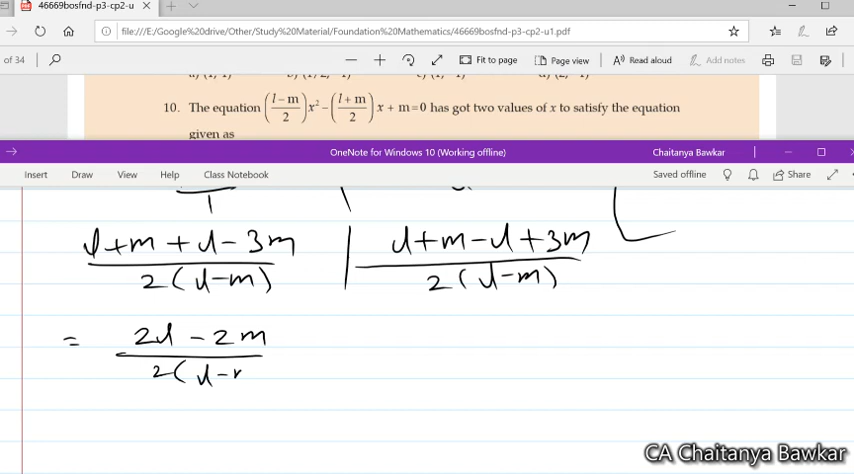 46669bosfnd-p3-cp2-u
file:///E:/Google%20drive/Other/Study%20Material/Foundation%20Mathematics/46669bosfnd-p3-cp2-u1.pdf
of 34
Fit to page
Page view
Read aloud
Add notes
10. The equation (l−m/2)x² − (l+m/2)x + m = 0 has got two values of x to satisfy the equation
given as
OneNote for Windows 10 (Working offline)
Chaitanya Bawkar
Insert Draw View Help Class Notebook
Saved offline
Share
l+m+l−3m / 2(l−m) | l+m−l+3m / 2(l−m)
= 2l−2m / 2(l−
CA Chaitanya Bawkar